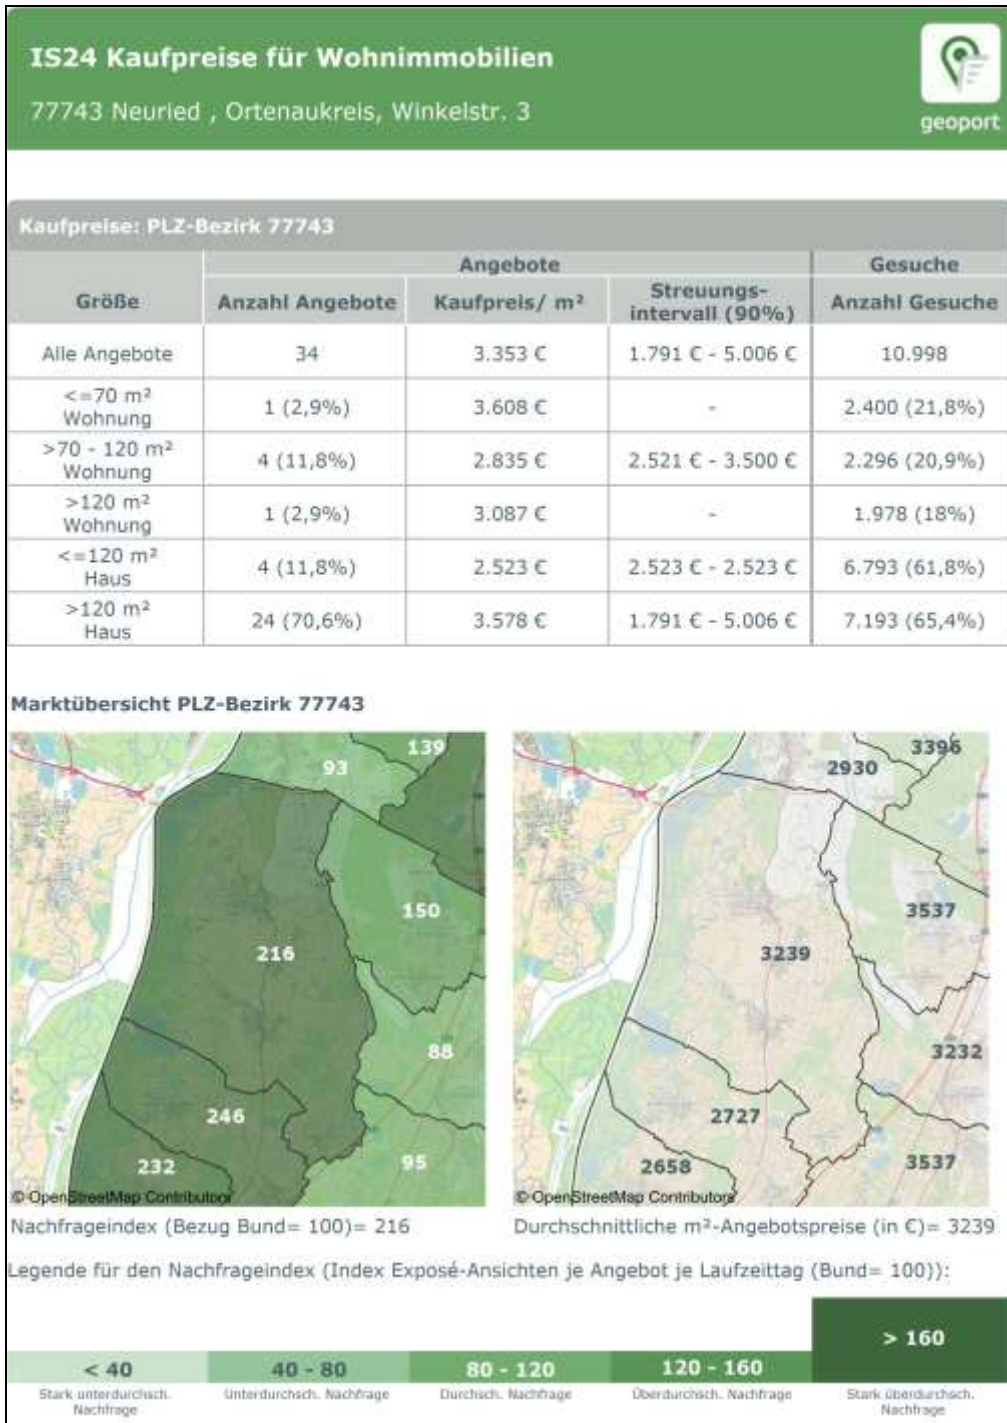 IS24 Kaufpreise für Wohnimmobilien
77743 Neuried , Ortenaukreis, Winkelstr. 3
geoport
Kaufpreise: PLZ-Bezirk 77743
Angebote
Gesuche
Größe
Anzahl Angebote
Kaufpreis/ m²
Streuungs-
intervall (90%)
Anzahl Gesuche
Alle Angebote
34
3.353 €
1.791 € - 5.006 €
10.998
<=70 m²
Wohnung
1 (2,9%)
3.608 €
-
2.400 (21,8%)
>70 - 120 m²
Wohnung
4 (11,8%)
2.835 €
2.521 € - 3.500 €
2.296 (20,9%)
>120 m²
Wohnung
1 (2,9%)
3.087 €
-
1.978 (18%)
<=120 m²
Haus
4 (11,8%)
2.523 €
2.523 € - 2.523 €
6.793 (61,8%)
>120 m²
Haus
24 (70,6%)
3.578 €
1.791 € - 5.006 €
7.193 (65,4%)
Marktübersicht PLZ-Bezirk 77743
139
93
150
216
88
246
232
95
© OpenStreetMap Contributors
3396
2930
3537
3239
3232
2727
2658
3537
© OpenStreetMap Contributors
Nachfrageindex (Bezug Bund= 100)= 216
Durchschnittliche m²-Angebotspreise (in €)= 3239
Legende für den Nachfrageindex (Index Exposé-Ansichten je Angebot je Laufzeittag (Bund= 100)):
< 40
40 - 80
80 - 120
120 - 160
> 160
Stark unterdurchsch.
Nachfrage
Unterdurchsch. Nachfrage
Durchsch. Nachfrage
Überdurchsch. Nachfrage
Stark überdurchsch.
Nachfrage